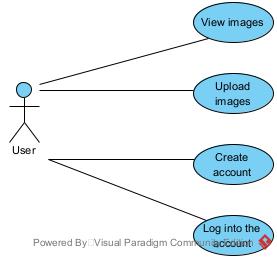 View images
Upload
images
User
Create
account
Log into the
account
Powered By Visual Paradigm Community Edition